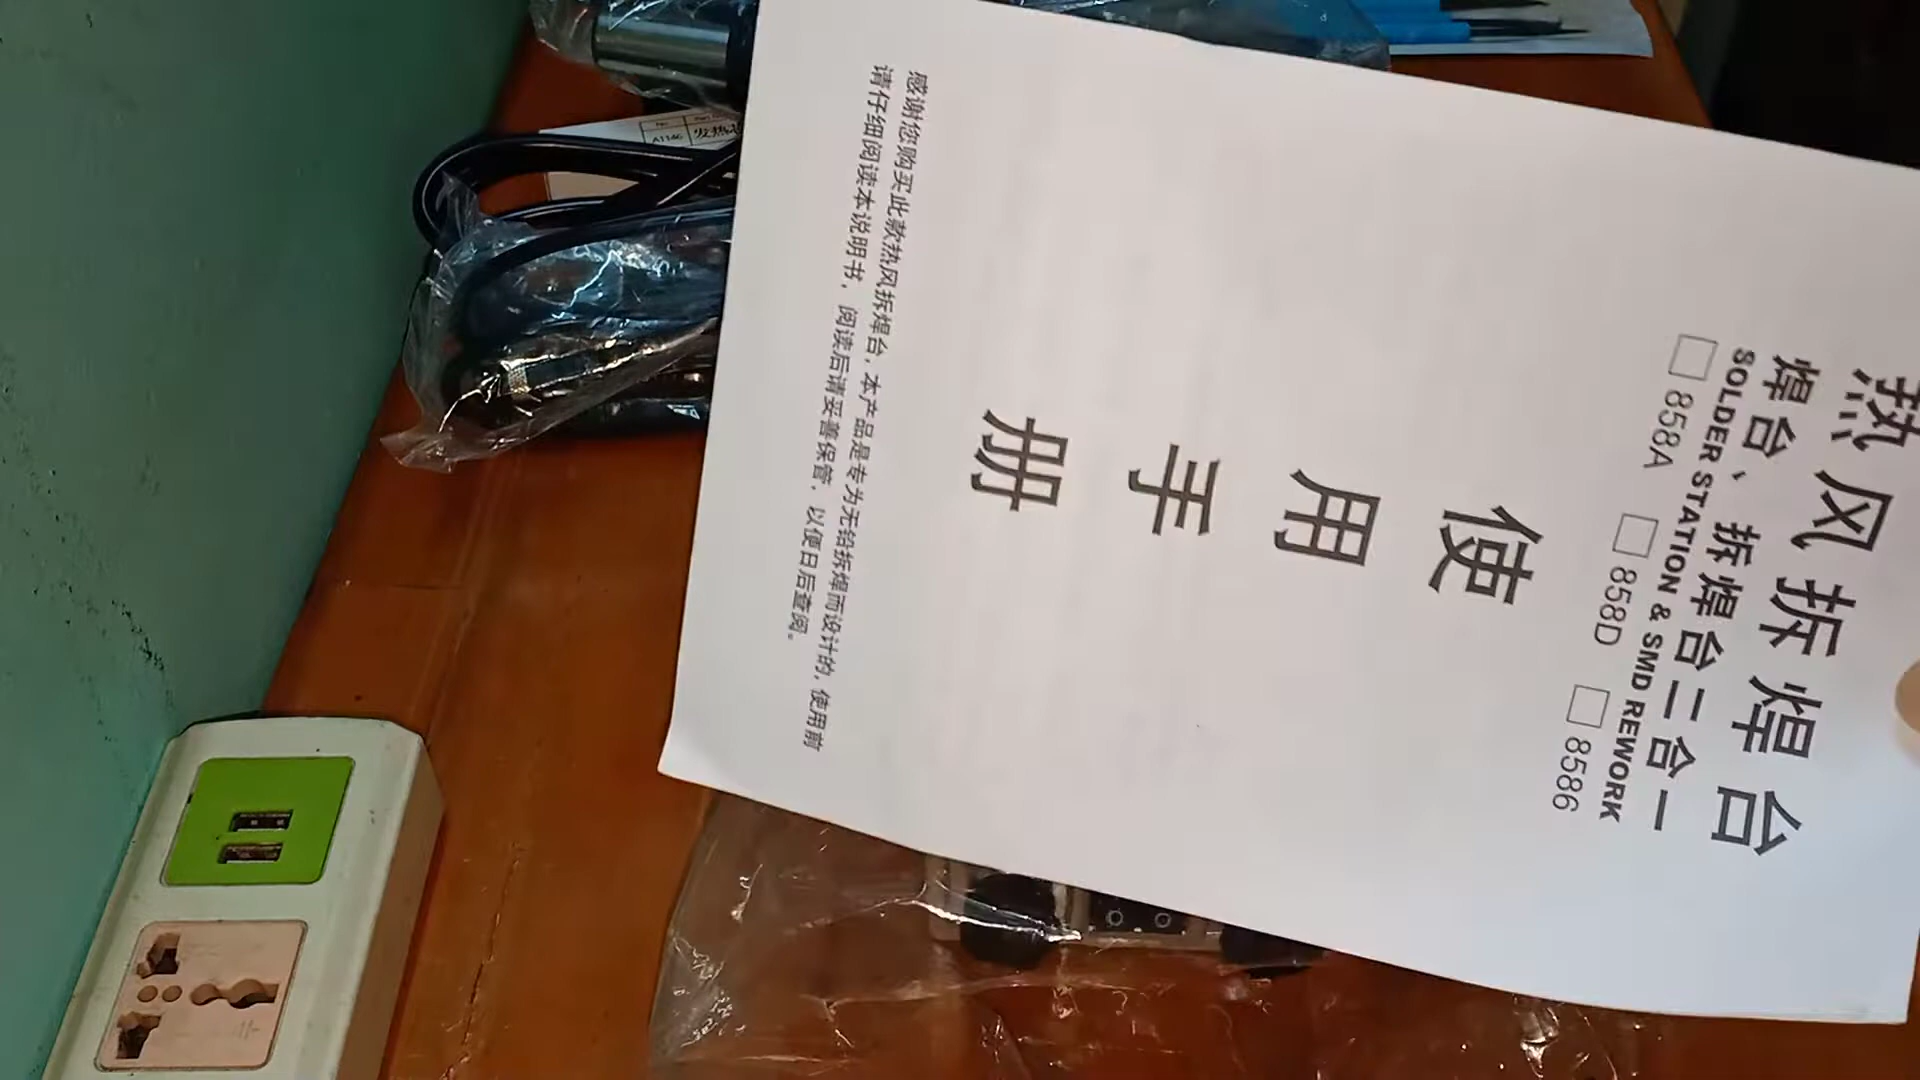 热风拆焊台
焊台、拆焊台二合一
SOLDER STATION & SMD REWORK
□ 858A □ 858D □ 8586
使用手册
感谢您购买此款热风拆焊台，本产品是专为无铅拆焊而设计的，使用前
请仔细阅读本说明书，阅读后请妥善保管，以便日后查阅。
A1146
发热